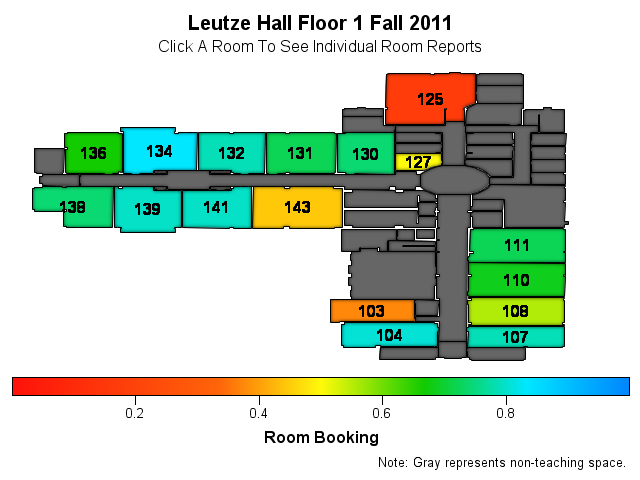 Leutze Hall Floor 1 Fall 2011
Click A Room To See Individual Room Reports
125
136 134 132 131 130 127
138 139 141 143
111
110
103 108
104 107
0.2 0.4 0.6 0.8
Room Booking
Note: Gray represents non-teaching space.